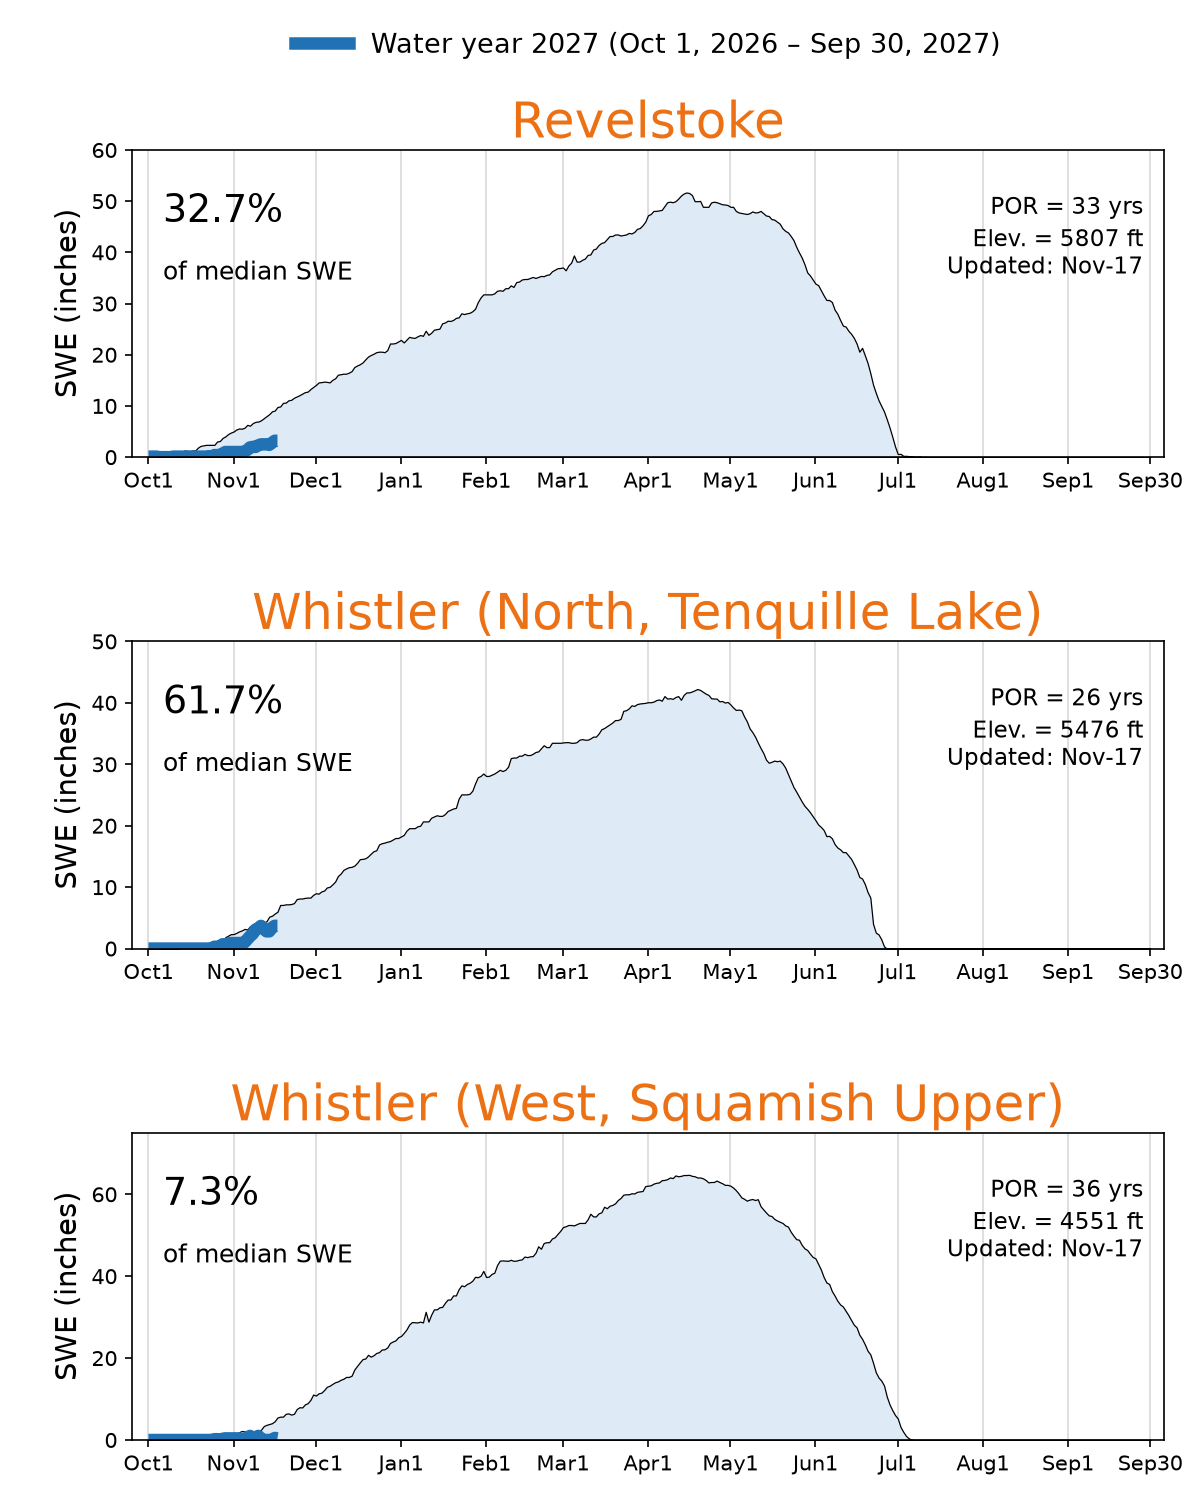 Water year 2027 (Oct 1, 2026 – Sep 30, 2027)
Revelstoke
60
50
40
30
20
10
0
SWE (inches)
32.7%
of median SWE
POR = 33 yrs
Elev. = 5807 ft
Updated: Nov-17
Oct1 Nov1 Dec1 Jan1 Feb1 Mar1 Apr1 May1 Jun1 Jul1 Aug1 Sep1 Sep30
Whistler (North, Tenquille Lake)
50
40
30
20
10
0
SWE (inches)
61.7%
of median SWE
POR = 26 yrs
Elev. = 5476 ft
Updated: Nov-17
Oct1 Nov1 Dec1 Jan1 Feb1 Mar1 Apr1 May1 Jun1 Jul1 Aug1 Sep1 Sep30
Whistler (West, Squamish Upper)
60
40
20
0
SWE (inches)
7.3%
of median SWE
POR = 36 yrs
Elev. = 4551 ft
Updated: Nov-17
Oct1 Nov1 Dec1 Jan1 Feb1 Mar1 Apr1 May1 Jun1 Jul1 Aug1 Sep1 Sep30